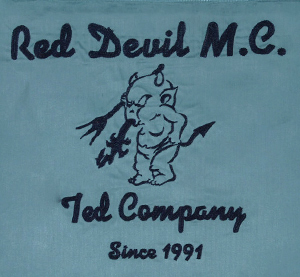 Red Devil M.C.
Ted Company
Since 1991